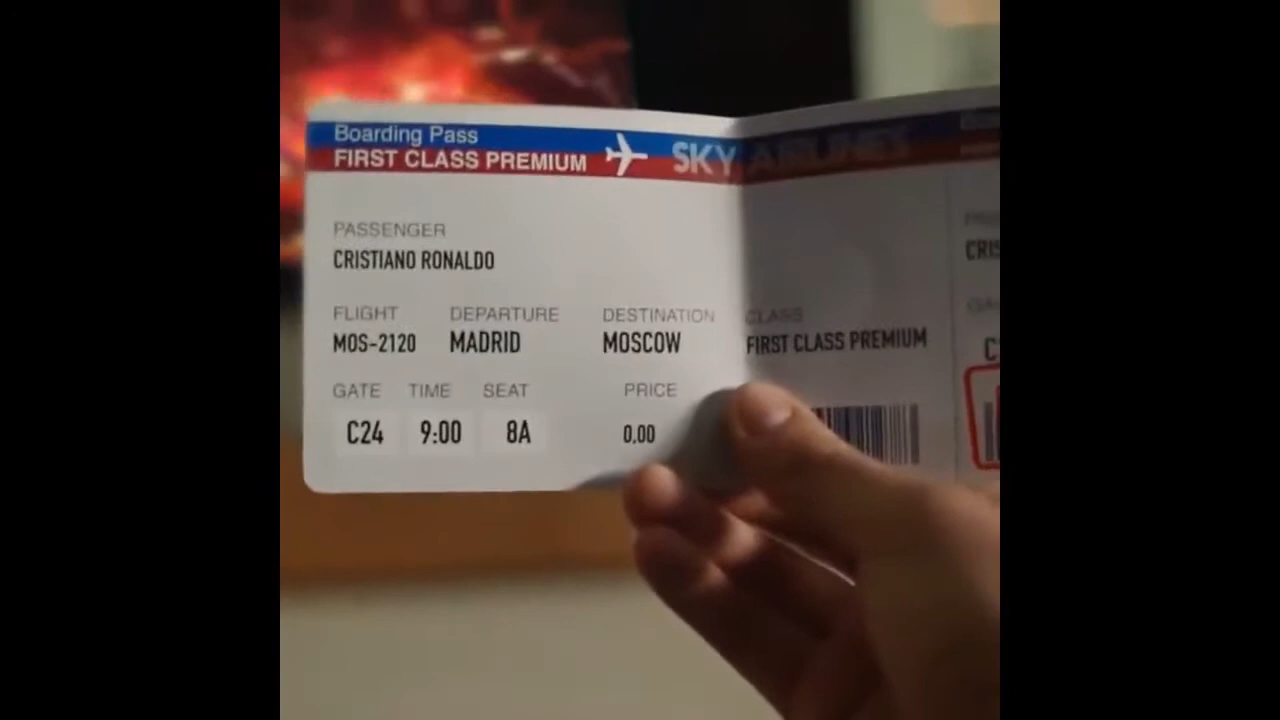 Boarding Pass
FIRST CLASS PREMIUM
SKY AIRLINES
PASSENGER
CRISTIANO RONALDO
FLIGHT DEPARTURE DESTINATION CLASS
MOS-2120 MADRID MOSCOW FIRST CLASS PREMIUM
GATE TIME SEAT PRICE
C24 9:00 8A 0,00